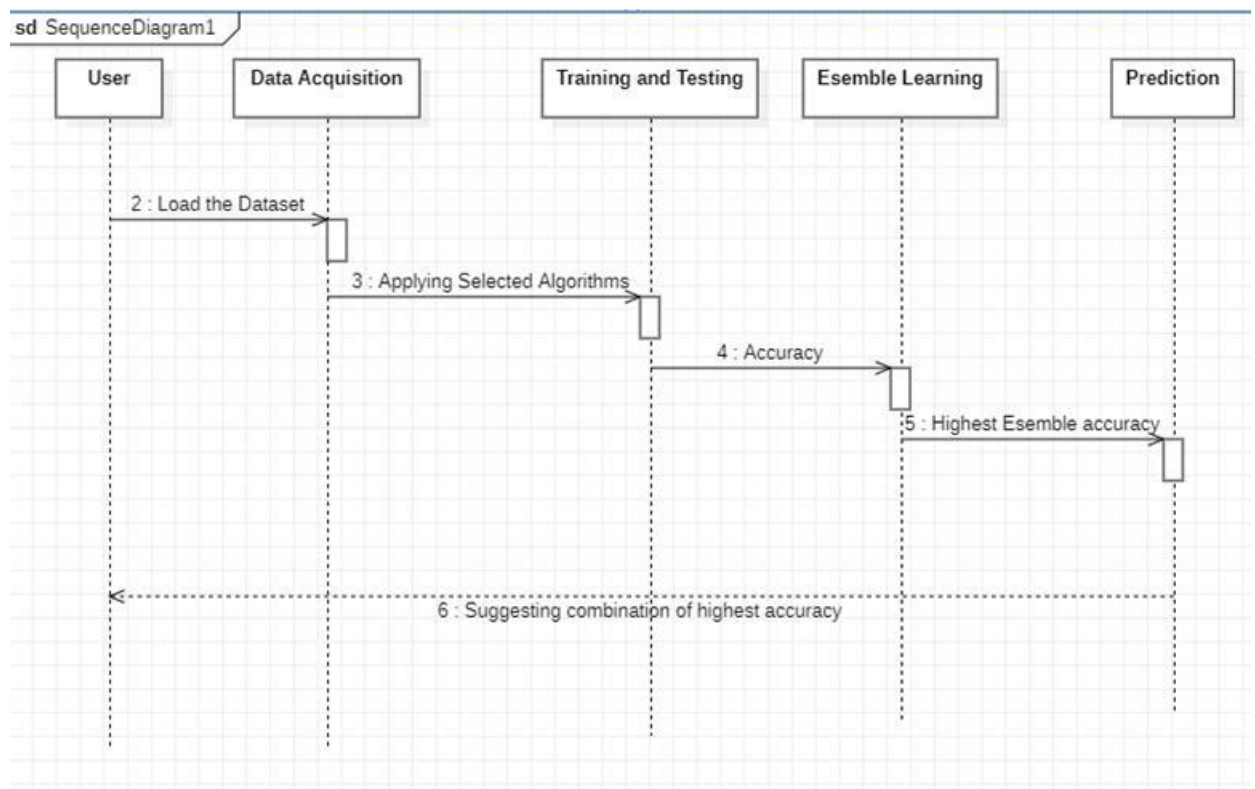 sd SequenceDiagram1
User
Data Acquisition
Training and Testing
Esemble Learning
Prediction
2 : Load the Dataset
3 : Applying Selected Algorithms
4 : Accuracy
5 : Highest Esemble accuracy
6 : Suggesting combination of highest accuracy